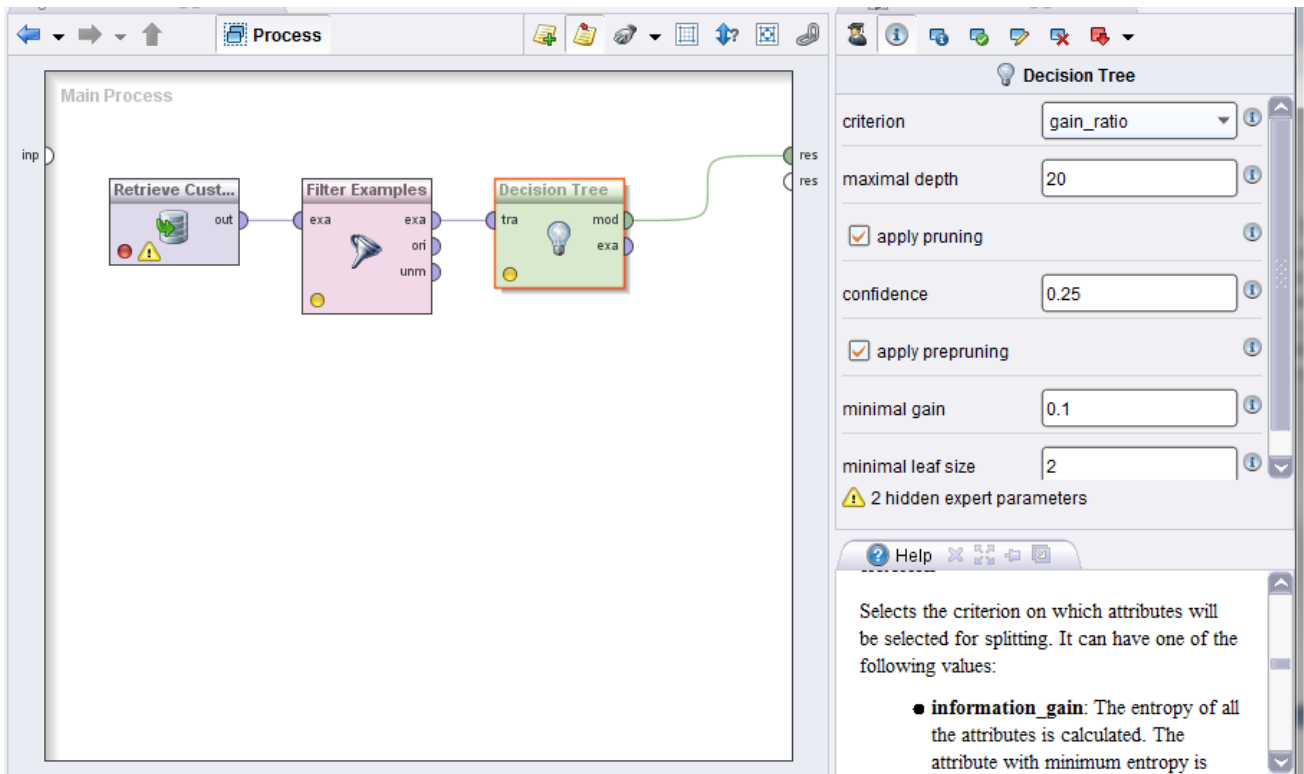 Process
Main Process
inp
res
res
Retrieve Cust...
out
Filter Examples
exa exa
ori
unm
Decision Tree
tra mod
exa
Decision Tree
criterion gain_ratio
maximal depth 20
apply pruning
confidence 0.25
apply prepruning
minimal gain 0.1
minimal leaf size 2
2 hidden expert parameters
Help
Selects the criterion on which attributes will
be selected for splitting. It can have one of the
following values:
● information_gain: The entropy of all
the attributes is calculated. The
attribute with minimum entropy is